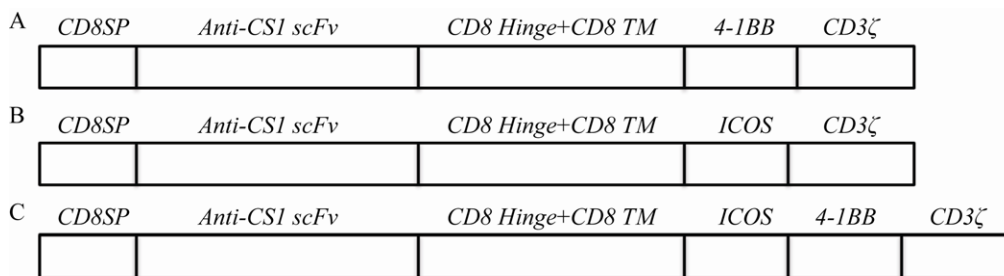 A CD8SP Anti-CS1 scFv CD8 Hinge+CD8 TM 4-1BB CD3ζ
B CD8SP Anti-CS1 scFv CD8 Hinge+CD8 TM ICOS CD3ζ
C CD8SP Anti-CS1 scFv CD8 Hinge+CD8 TM ICOS 4-1BB CD3ζ